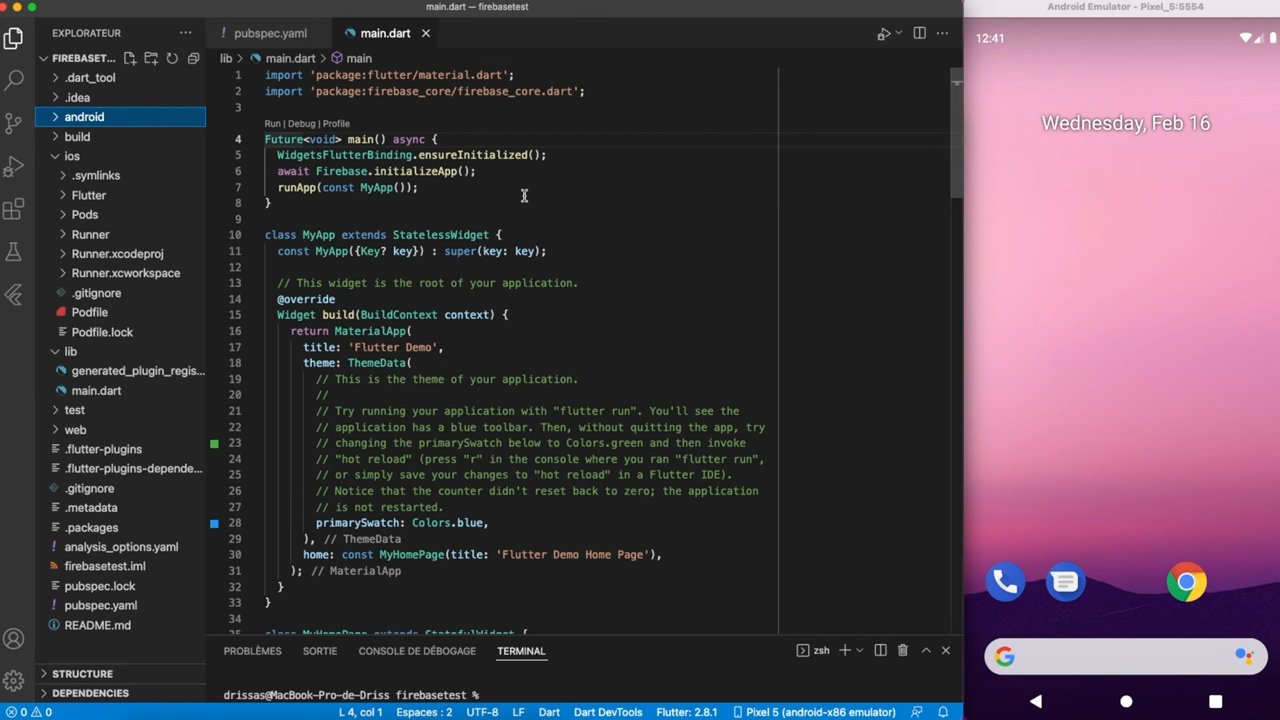 main.dart — firebasetest
Android Emulator - Pixel_5:5554
EXPLORATEUR
FIREBASET...
.dart_tool
.idea
android
build
ios
.symlinks
Flutter
Pods
Runner
Runner.xcodeproj
Runner.xcworkspace
.gitignore
Podfile
Podfile.lock
lib
generated_plugin_regis...
main.dart
test
web
.flutter-plugins
.flutter-plugins-depende...
.gitignore
.metadata
.packages
analysis_options.yaml
firebasetest.iml
pubspec.lock
pubspec.yaml
README.md
STRUCTURE
DEPENDENCIES
pubspec.yaml
main.dart
lib > main.dart > main
1 import 'package:flutter/material.dart';
2 import 'package:firebase_core/firebase_core.dart';
3
Run | Debug | Profile
4 Future<void> main() async {
5 WidgetsFlutterBinding.ensureInitialized();
6 await Firebase.initializeApp();
7 runApp(const MyApp());
8 }
9
10 class MyApp extends StatelessWidget {
11 const MyApp({Key? key}) : super(key: key);
12
13 // This widget is the root of your application.
14 @override
15 Widget build(BuildContext context) {
16 return MaterialApp(
17 title: 'Flutter Demo',
18 theme: ThemeData(
19 // This is the theme of your application.
20 //
21 // Try running your application with "flutter run". You'll see the
22 // application has a blue toolbar. Then, without quitting the app, try
23 // changing the primarySwatch below to Colors.green and then invoke
24 // "hot reload" (press "r" in the console where you ran "flutter run",
25 // or simply save your changes to "hot reload" in a Flutter IDE).
26 // Notice that the counter didn't reset back to zero; the application
27 // is not restarted.
28 primarySwatch: Colors.blue,
29 ), // ThemeData
30 home: const MyHomePage(title: 'Flutter Demo Home Page'),
31 ); // MaterialApp
32 }
33 }
34
35 class MyHomePage extends StatefulWidget {
PROBLÈMES
SORTIE
CONSOLE DE DÉBOGAGE
TERMINAL
zsh
drissas@MacBook-Pro-de-Driss firebasetest %
0 0
L 4, col 1
Espaces : 2
UTF-8
LF
Dart
Dart DevTools
Flutter: 2.8.1
Pixel 5 (android-x86 emulator)
12:41
Wednesday, Feb 16